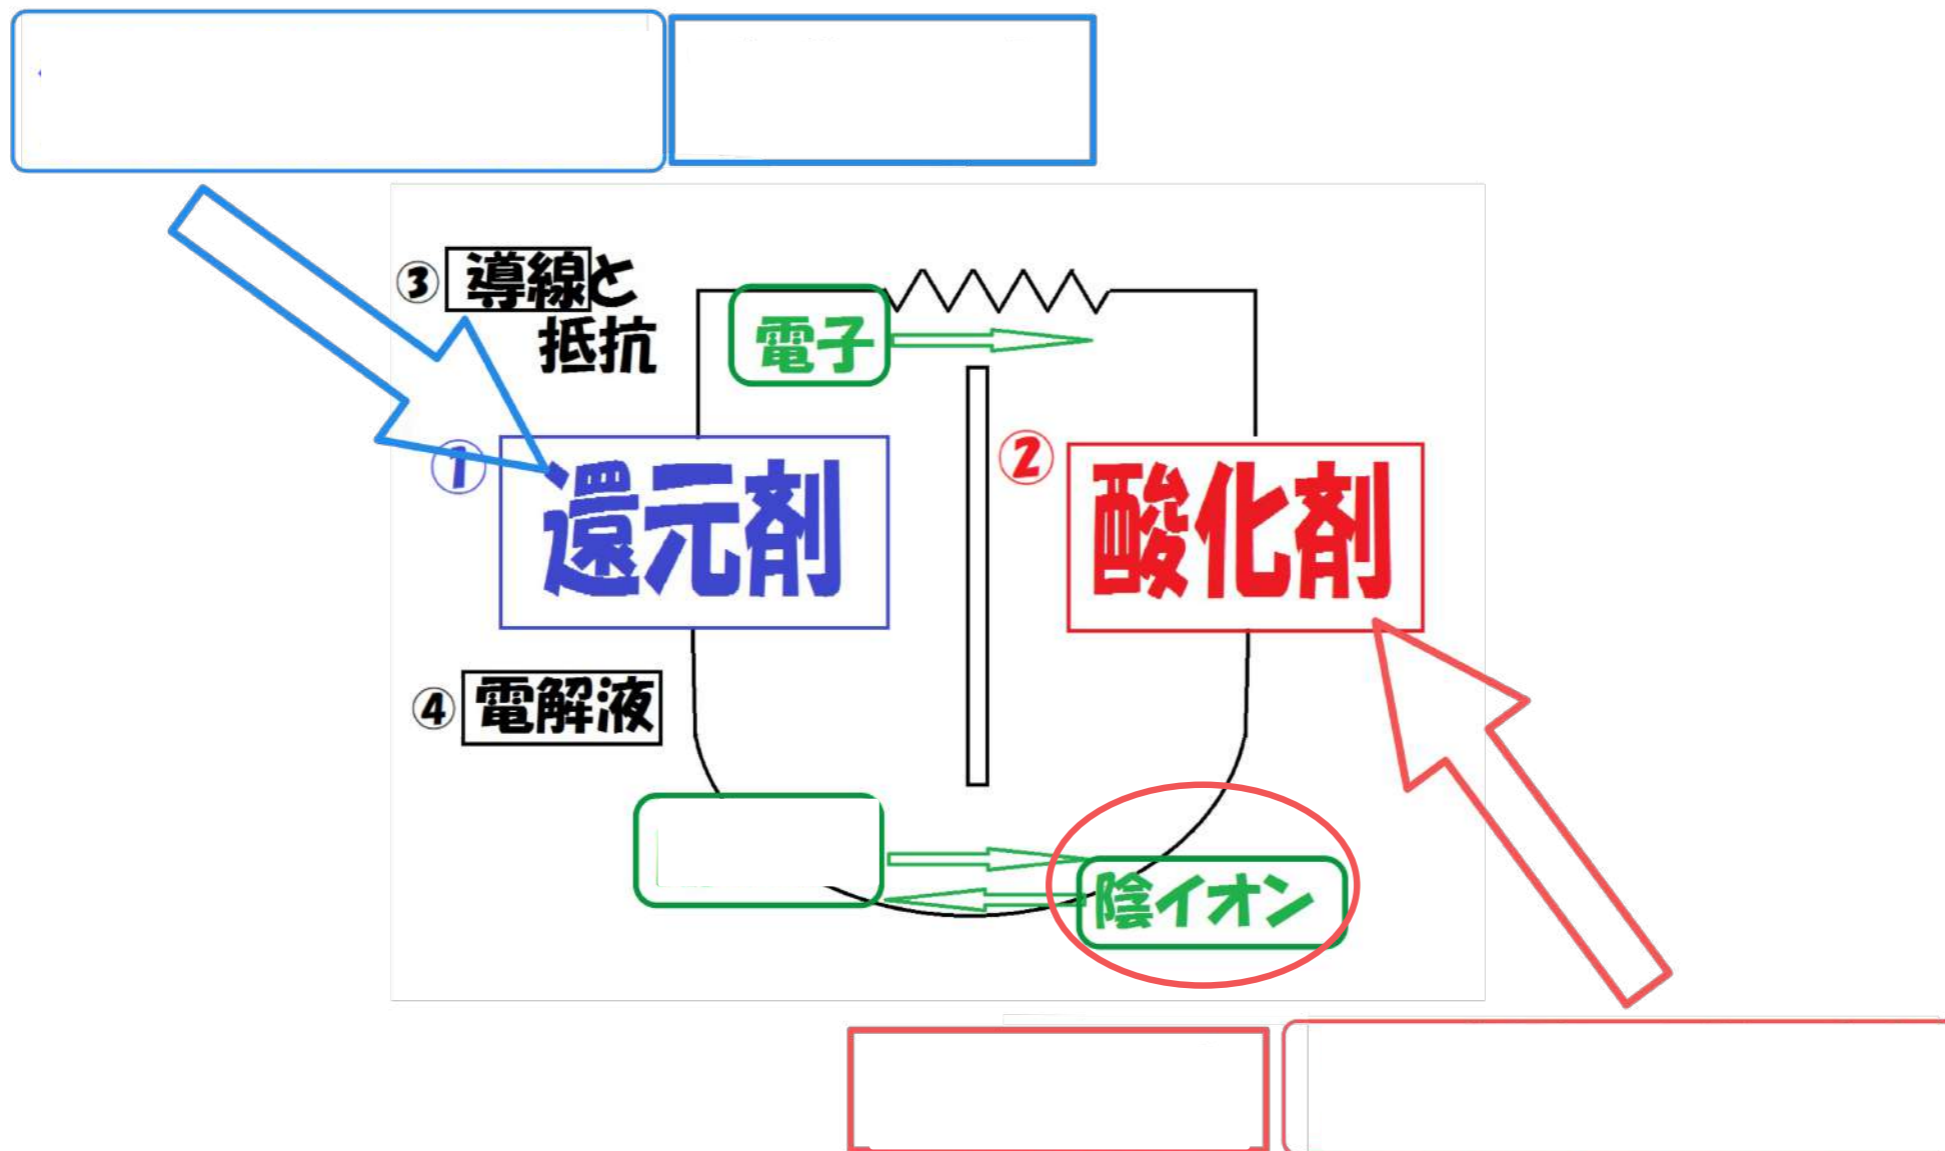 ③ 導線と
抵抗
電子
① 還元剤
② 酸化剤
④ 電解液
陰イオン